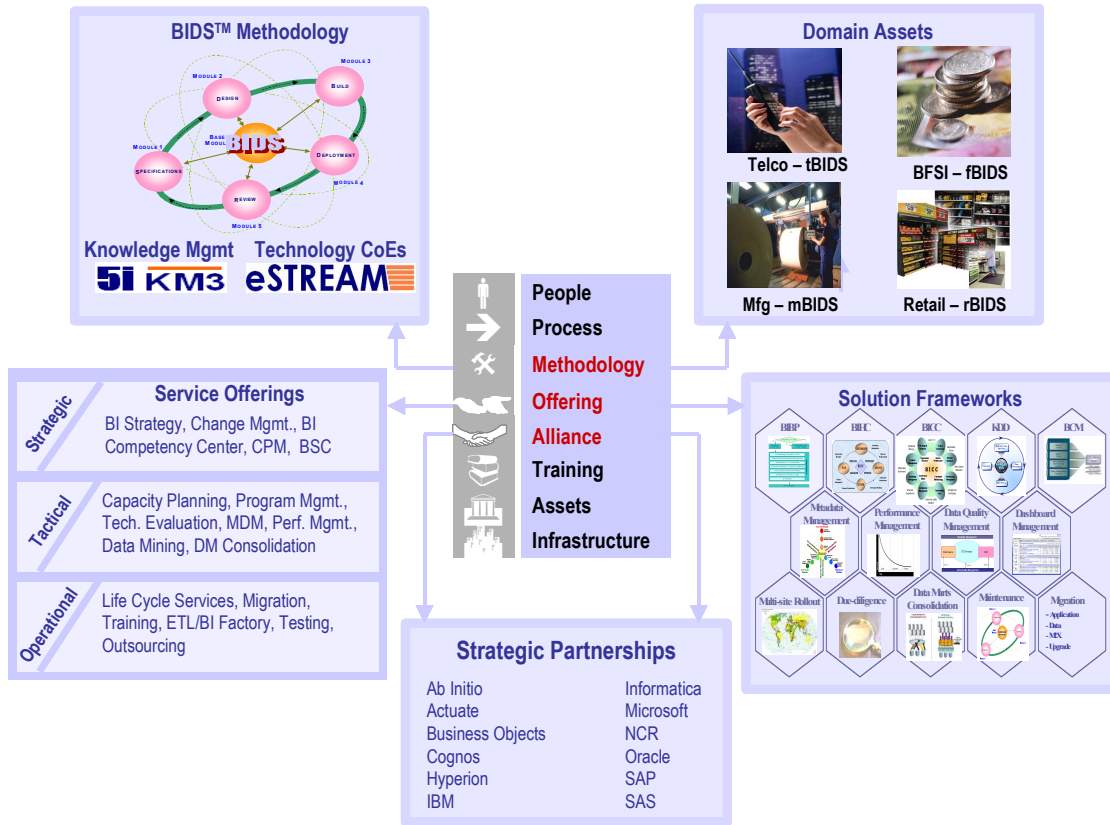 BIDS™ Methodology
MODULE 3
MODULE 2
BUILD
DESIGN
BASE
MODULE
BIDS
MODULE 1
DEPLOYMENT
SPECIFICATIONS
MODULE 4
REVIEW
MODULE 5
Knowledge Mgmt
Technology CoEs
5i KM3
eSTREAM
Domain Assets
Telco – tBIDS
BFSI – fBIDS
Mfg – mBIDS
Retail – rBIDS
People
Process
Methodology
Offering
Alliance
Training
Assets
Infrastructure
Service Offerings
Strategic
BI Strategy, Change Mgmt., BI
Competency Center, CPM, BSC
Tactical
Capacity Planning, Program Mgmt.,
Tech. Evaluation, MDM, Perf. Mgmt.,
Data Mining, DM Consolidation
Operational
Life Cycle Services, Migration,
Training, ETL/BI Factory, Testing,
Outsourcing
Solution Frameworks
BIBP
BIHC
BICC
KDD
BCM
BICC
Metadata
Management
Performance
Management
Data Quality
Management
Dashboard
Management
Multi-site Rollout
Due-diligence
Data Marts
Consolidation
Maintenance
Migration
- Application
- Data
- Upgrade
Strategic Partnerships
Ab Initio
Actuate
Business Objects
Cognos
Hyperion
IBM
Informatica
Microsoft
NCR
Oracle
SAP
SAS